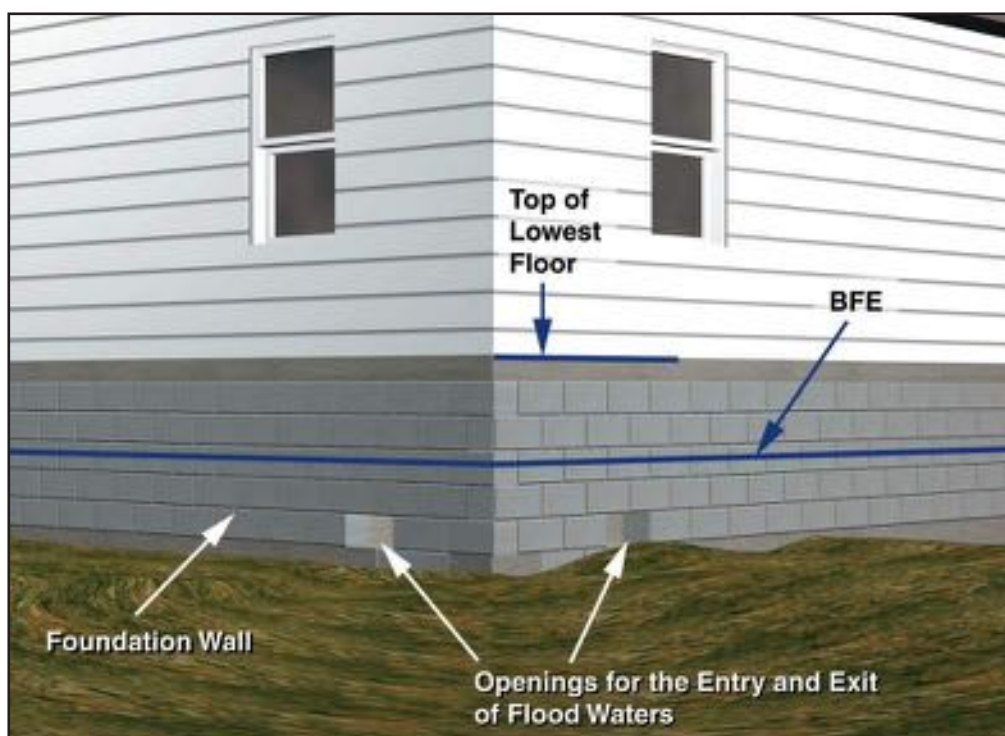 Top of
Lowest
Floor
BFE
Foundation Wall
Openings for the Entry and Exit
of Flood Waters